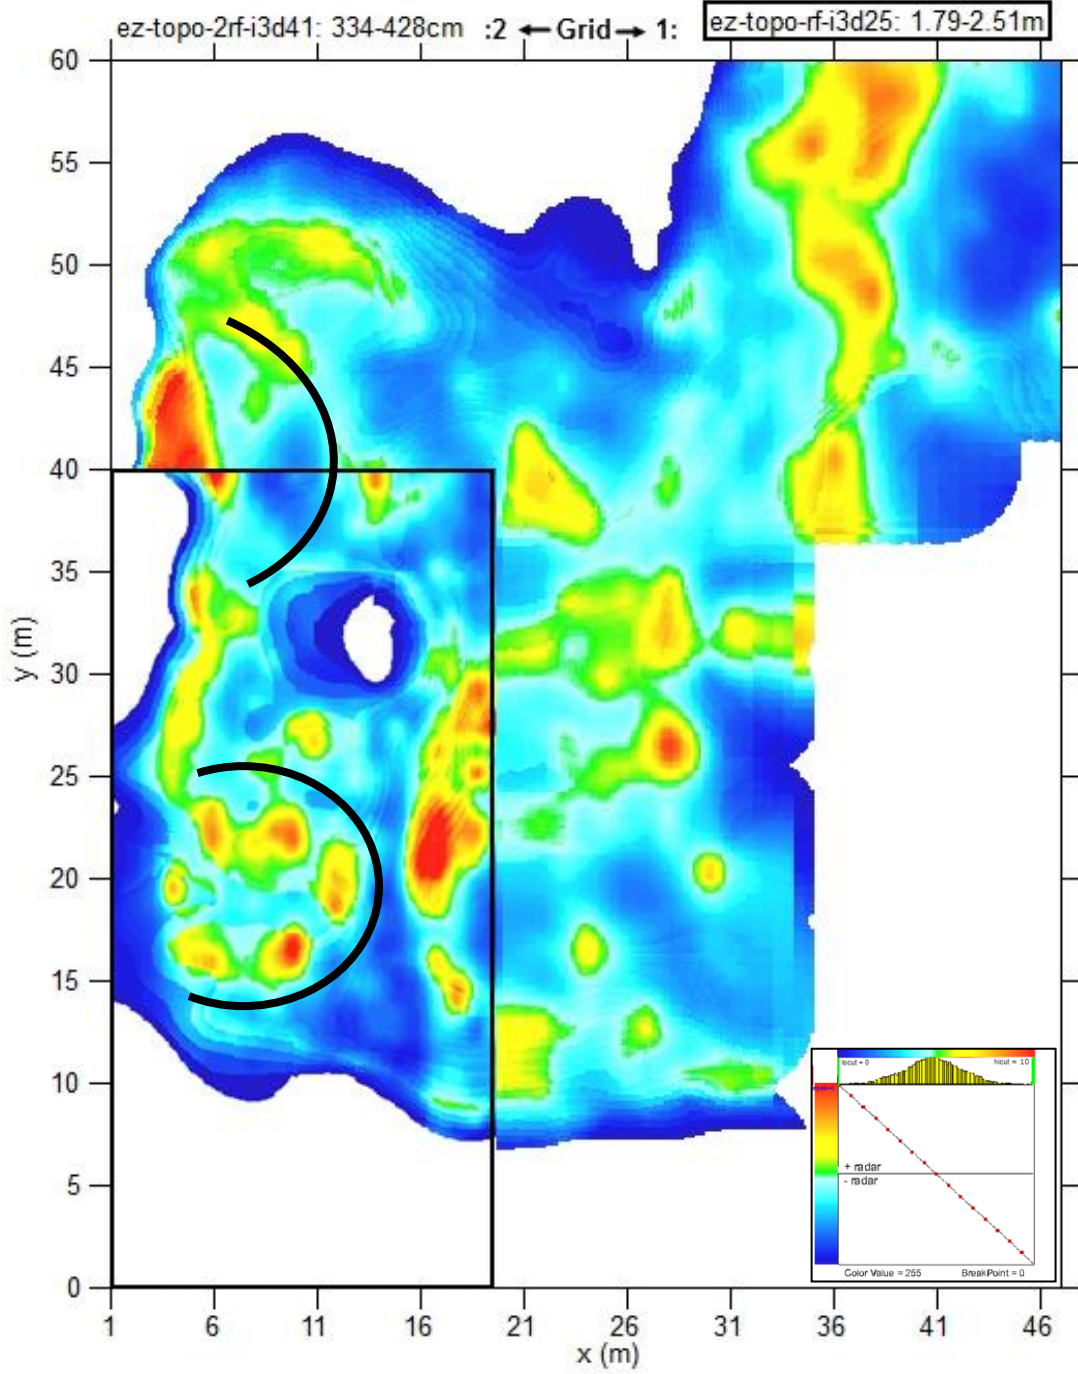 ez-topo-2rf-i3d41: 334-428cm :2 ← Grid → 1: ez-topo-rf-i3d25: 1.79-2.51m
60
55
50
45
40
35
30
25
20
15
10
5
0
y (m)
1 6 11 16 21 26 31 36 41 46
x (m)
locut = 0 hicut = 10
+ radar
- radar
Color Value = 255 BreakPoint = 0